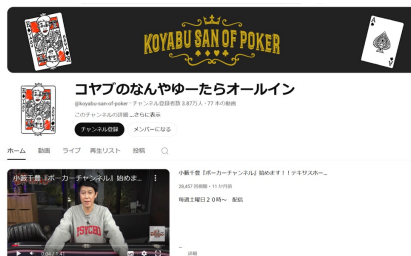 KOYABU SAN OF POKER
コヤブのなんやゆーたらオールイン
@koyabu-san-of-poker・チャンネル登録者数 3.87万人・77 本の動画
このチャンネルの詳細 ...さらに表示
チャンネル登録 メンバーになる
ホーム 動画 ライブ 再生リスト 投稿
小籔千豊『ポーカーチャンネル』始めま...
小籔千豊『ポーカーチャンネル』始めます！！テキサスホー...
毎週土曜日２０時～ 配信
PSYCHO
0:04 / 1:41
詳細